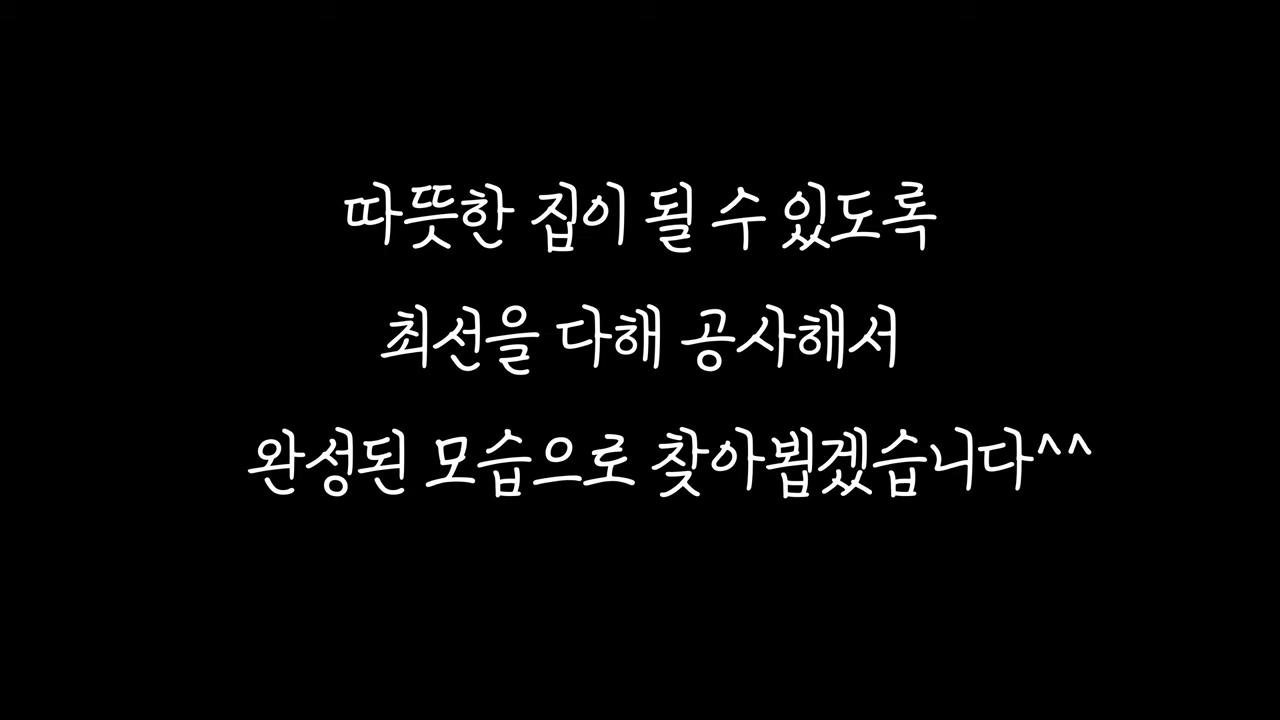 따뜻한 집이 될 수 있도록
최선을 다해 공사해서
완성된 모습으로 찾아뵙겠습니다^^